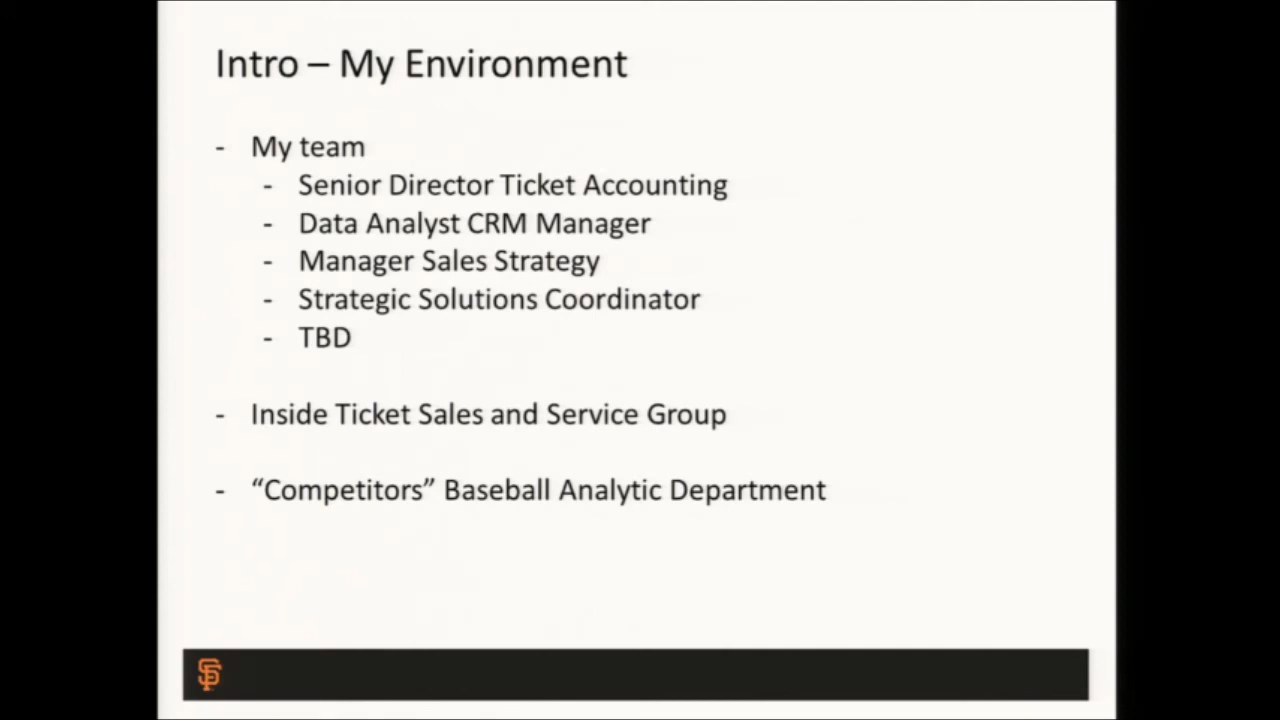 Intro – My Environment
- My team
- Senior Director Ticket Accounting
- Data Analyst CRM Manager
- Manager Sales Strategy
- Strategic Solutions Coordinator
- TBD
- Inside Ticket Sales and Service Group
- “Competitors” Baseball Analytic Department
SF